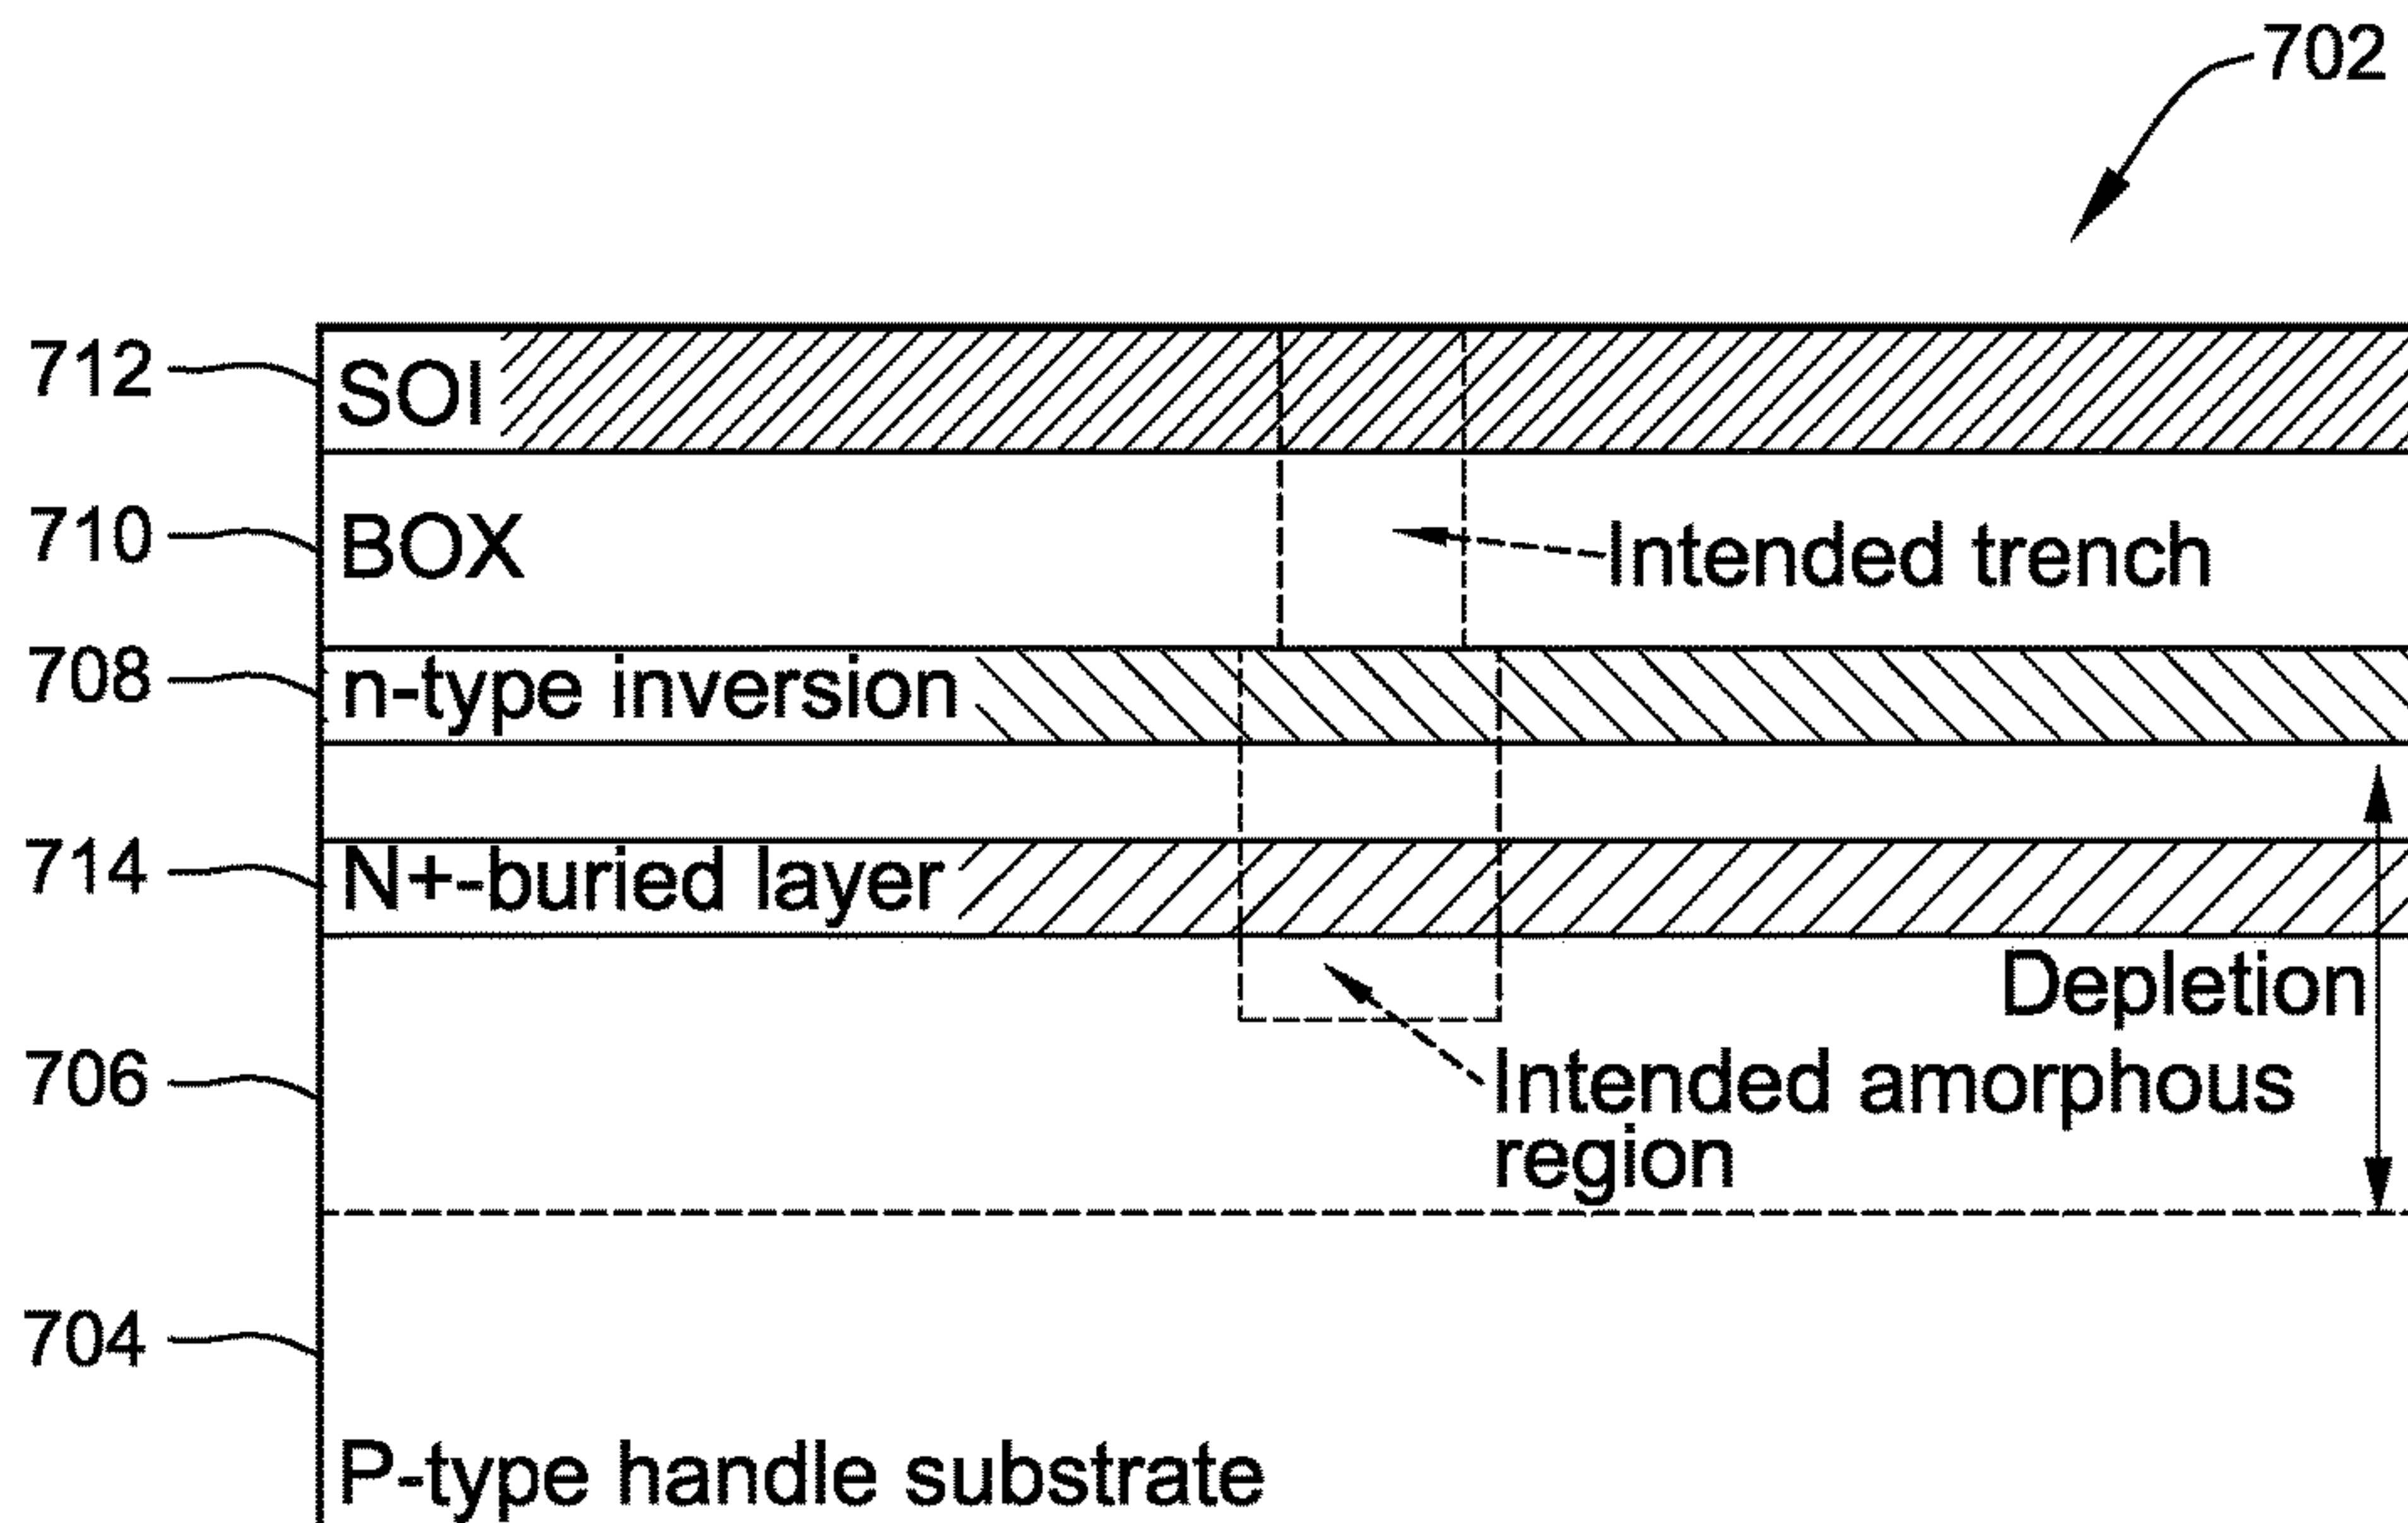 702
712
SOI
710
BOX
Intended trench
708
n-type inversion
714
N+-buried layer
Depletion
706
Intended amorphous
region
704
P-type handle substrate